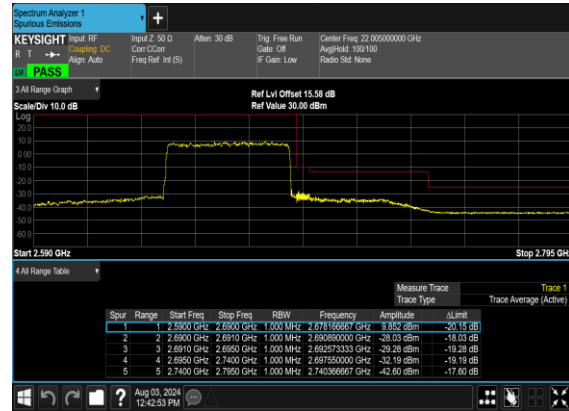 Spectrum Analyzer 1
Spurious Emissions
+
KEYSIGHT Input: RF Input Z: 50 Ω Atten: 30 dB Trig: Free Run Center Freq: 22.005000000 GHz
R T Coupling: DC Corr CCorr Gate: Off Avg|Hold: 100/100
Align: Auto Freq Ref: Int (S) IF Gain: Low Radio Std: None
PASS
3 All Range Graph
Ref Lvl Offset 15.58 dB
Scale/Div 10.0 dB Ref Value 30.00 dBm
Log
20.0
10.0
0.00
-10.0
-20.0
-30.0
-40.0
-50.0
-60.0
Start 2.590 GHz Stop 2.795 GH
4 All Range Table
Measure Trace Trace 1
Trace Type Trace Average (Active)
Spur Range Start Freq Stop Freq RBW Frequency Amplitude ΔLimit
1 1 2.5900 GHz 2.6900 GHz 1.000 MHz 2.678166667 GHz 9.852 dBm -20.15 dB
2 2 2.6900 GHz 2.6910 GHz 1.000 MHz 2.690890000 GHz -28.03 dBm -18.03 dB
3 3 2.6910 GHz 2.6950 GHz 1.000 MHz 2.692573333 GHz -29.28 dBm -19.28 dB
4 4 2.6950 GHz 2.7400 GHz 1.000 MHz 2.697550000 GHz -32.19 dBm -19.19 dB
5 5 2.7400 GHz 2.7950 GHz 1.000 MHz 2.740366667 GHz -42.60 dBm -17.60 dB
? Aug 03, 2024
12:42:53 PM